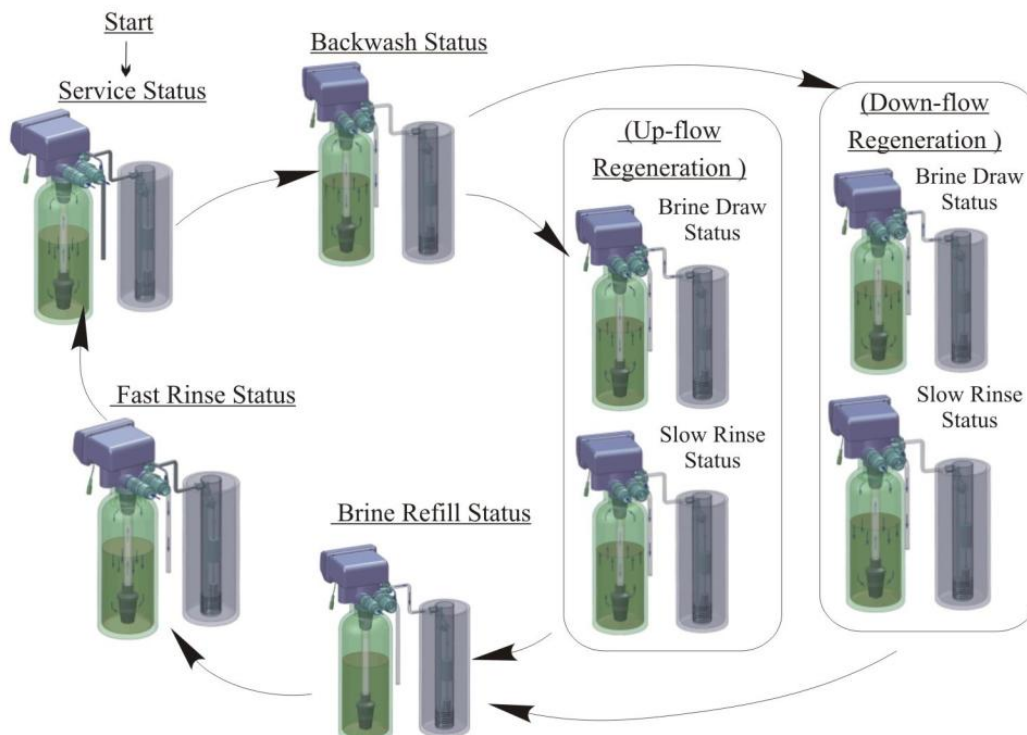 Start
Service Status
Backwash Status
(Up-flow
Regeneration )
Brine Draw
Status
Slow Rinse
Status
(Down-flow
Regeneration )
Brine Draw
Status
Slow Rinse
Status
Brine Refill Status
Fast Rinse Status